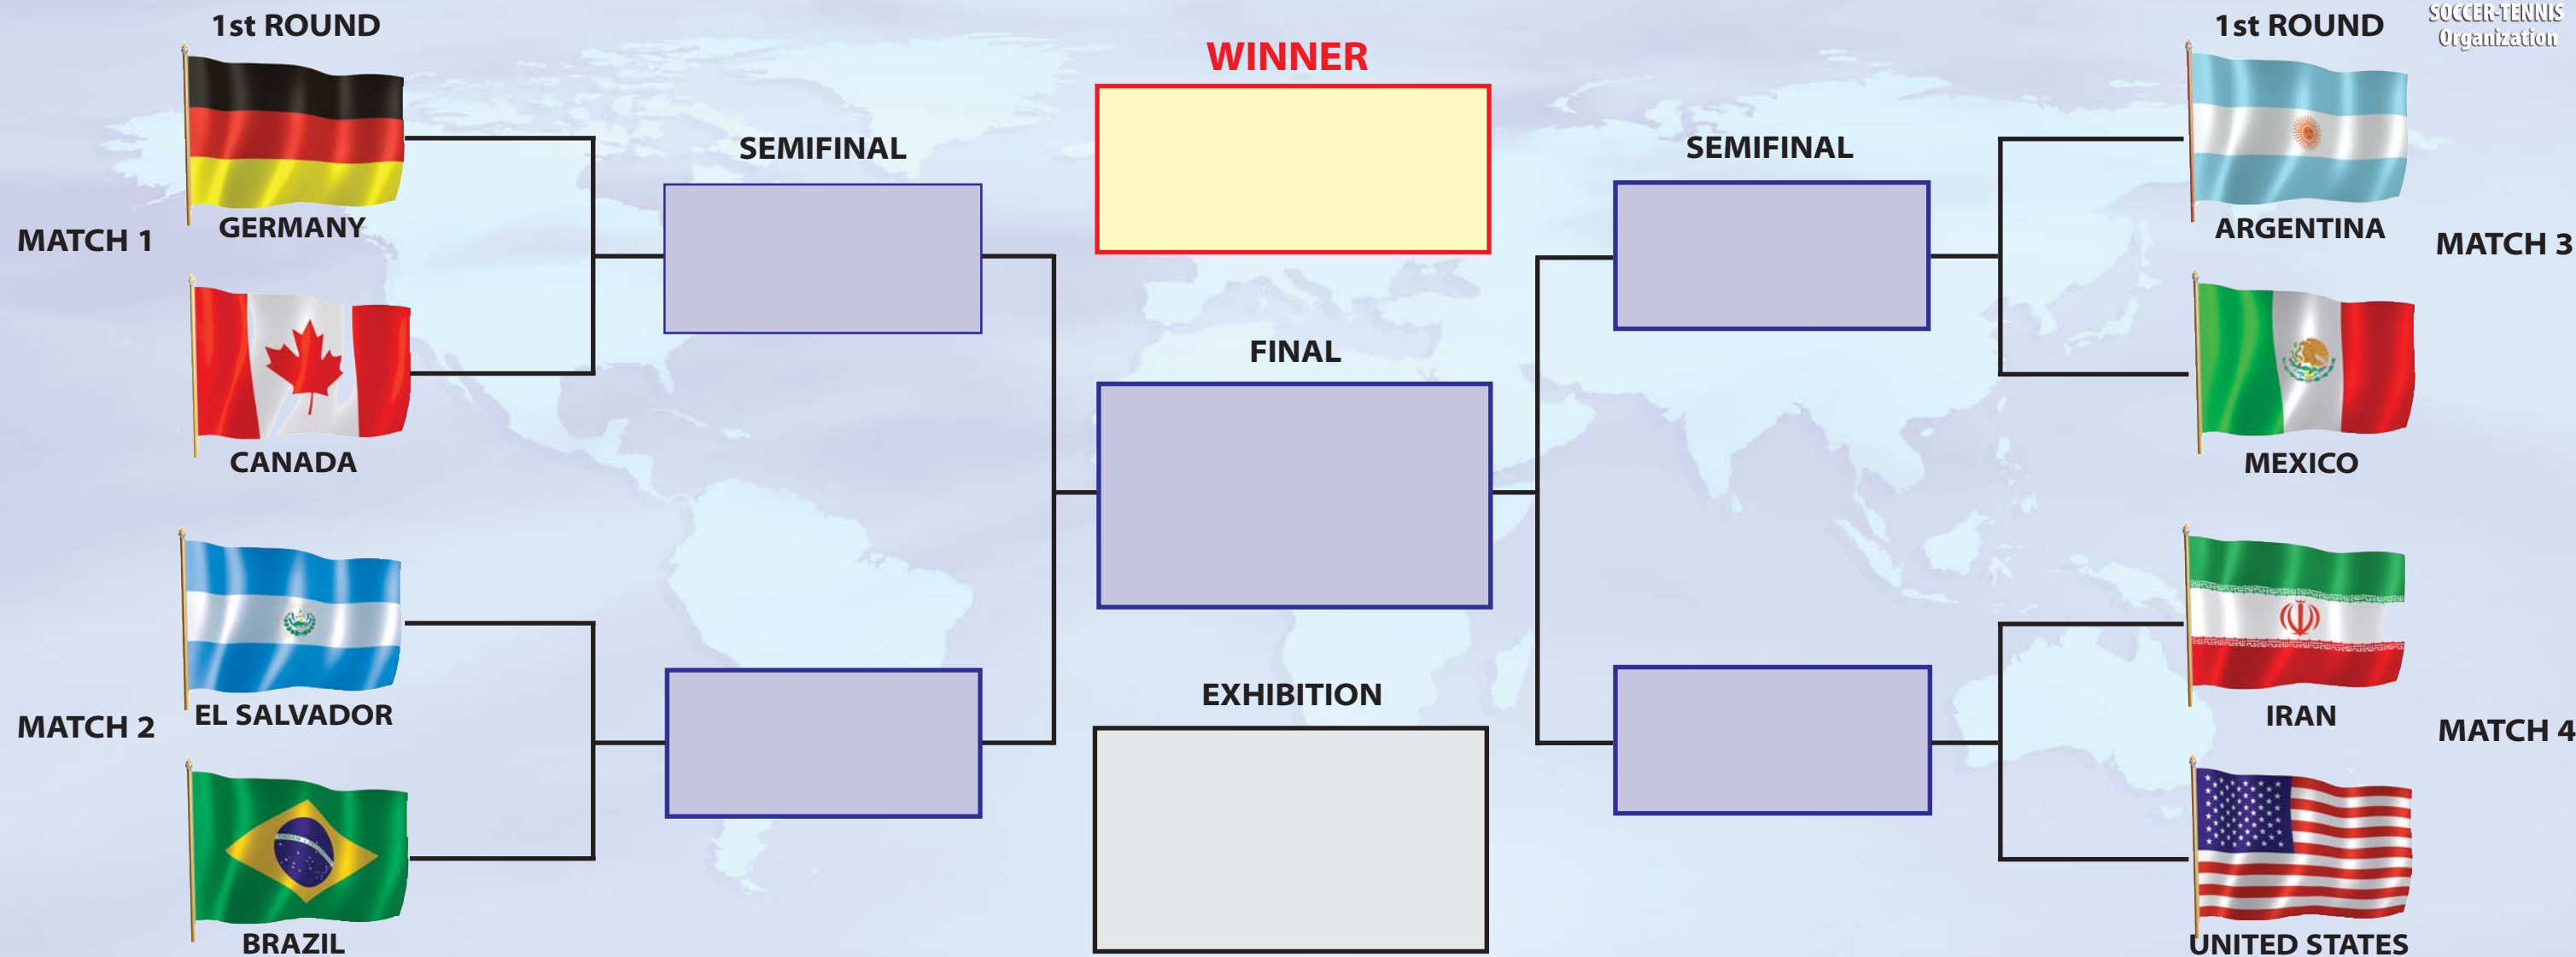 1st ROUND
GERMANY
MATCH 1
CANADA
EL SALVADOR
MATCH 2
BRAZIL
SEMIFINAL
WINNER
FINAL
EXHIBITION
SEMIFINAL
1st ROUND
SOCCER-TENNIS
Organization
ARGENTINA
MATCH 3
MEXICO
IRAN
MATCH 4
UNITED STATES